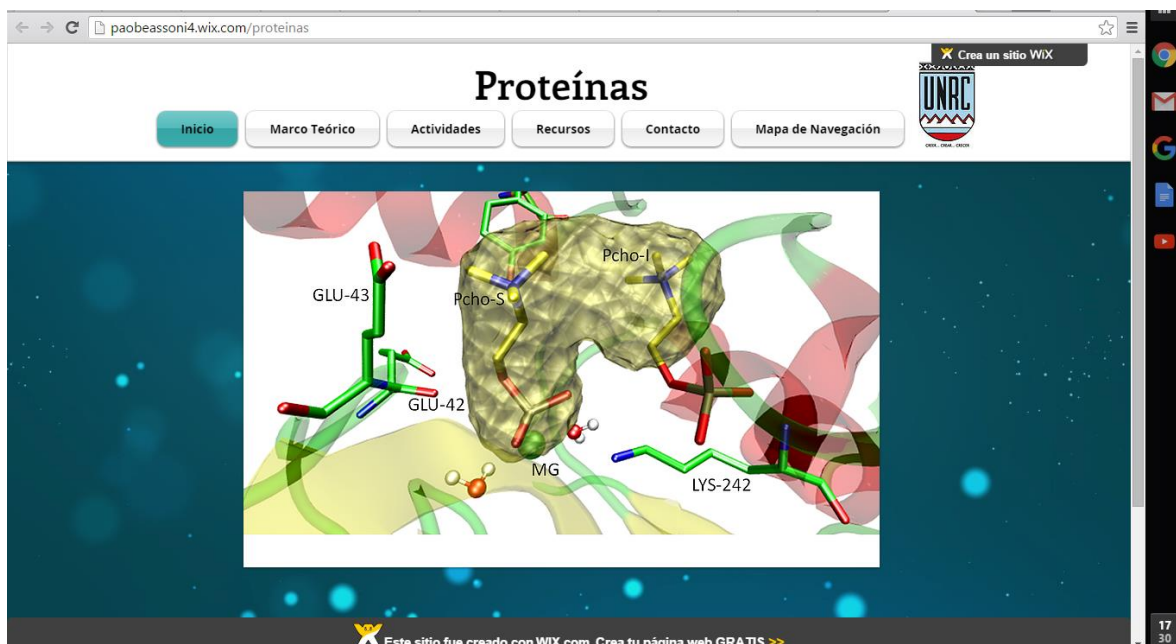 paobeassoni4.wix.com/proteinas
Crea un sitio WiX
Proteínas
UNRC
Inicio
Marco Teórico
Actividades
Recursos
Contacto
Mapa de Navegación
Pcho-I
GLU-43
Pcho-S
GLU-42
MG
LYS-242
Este sitio fue creado con WIX.com. Crea tu página web GRATIS >>
17
30